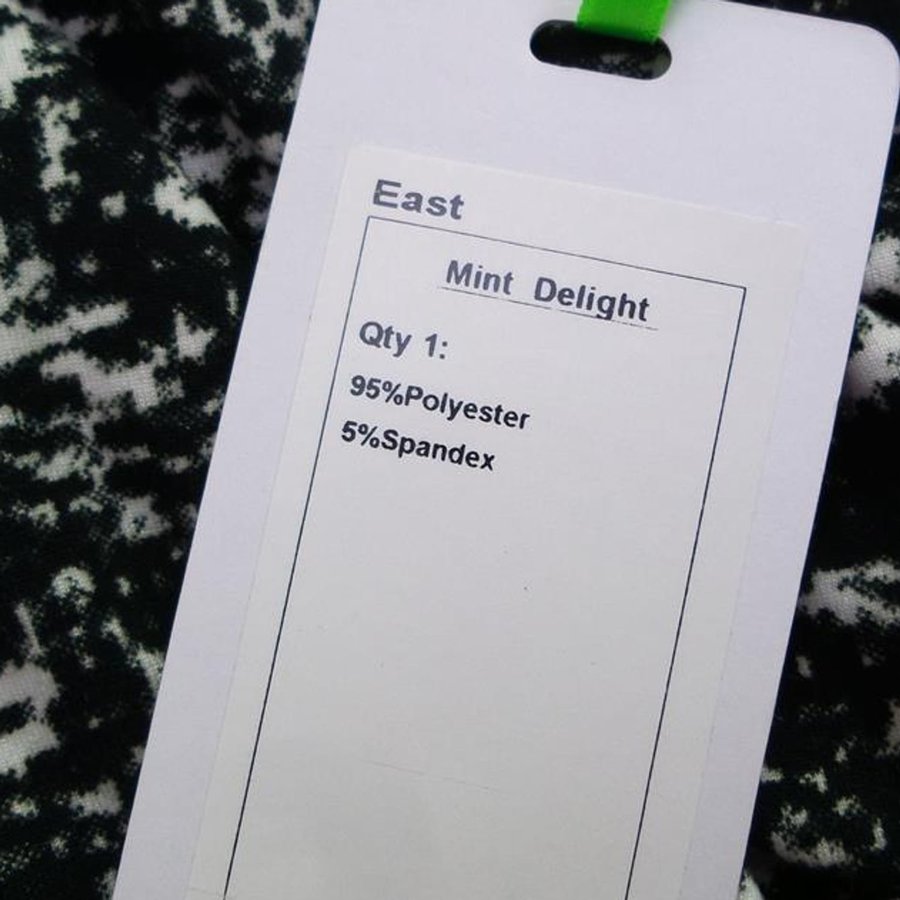 East
Mint Delight
Qty 1:
95%Polyester
5%Spandex